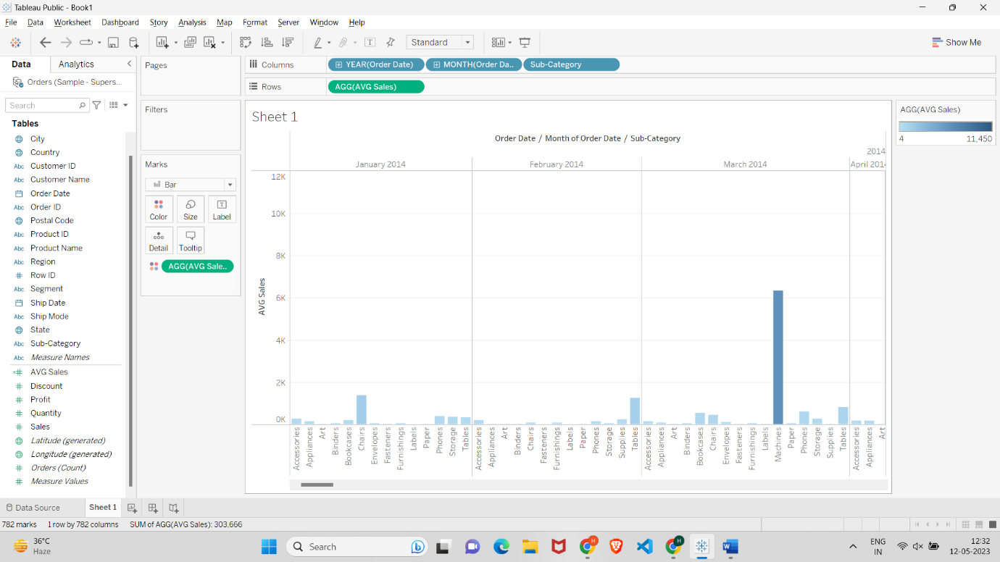 Tableau Public - Book1
File Data Worksheet Dashboard Story Analysis Map Format Server Window Help
Standard
Show Me
Data Analytics
Orders (Sample - Supers...
Search
Tables
City
Country
Abc Customer ID
Abc Customer Name
Order Date
Abc Order ID
Postal Code
Abc Product ID
Abc Product Name
Abc Region
Row ID
Abc Segment
Ship Date
Abc Ship Mode
State
Abc Sub-Category
Abc Measure Names
AVG Sales
Discount
Profit
Quantity
Sales
Latitude (generated)
Longitude (generated)
Orders (Count)
Measure Values
Pages
Filters
Marks
Bar
Color Size Label
Detail Tooltip
AGG(AVG Sale..
Columns YEAR(Order Date) MONTH(Order Da.. Sub-Category
Rows AGG(AVG Sales)
Sheet 1
Order Date / Month of Order Date / Sub-Category
2014
January 2014 February 2014 March 2014 April 2014
12K
10K
8K
6K
4K
2K
0K
AVG Sales
Accessories
Appliances
Art
Binders
Bookcases
Chairs
Envelopes
Fasteners
Furnishings
Labels
Paper
Phones
Storage
Tables
Accessories
Appliances
Art
Binders
Chairs
Fasteners
Furnishings
Labels
Paper
Phones
Storage
Supplies
Tables
Accessories
Appliances
Art
Binders
Bookcases
Chairs
Envelopes
Fasteners
Furnishings
Labels
Machines
Paper
Phones
Storage
Supplies
Tables
Accessories
Appliances
Art
AGG(AVG Sales)
4 11,450
Data Source Sheet 1
782 marks 1 row by 782 columns SUM of AGG(AVG Sales): 303,666
36°C
Haze
Search
ENG
IN
12:32
12-05-2023